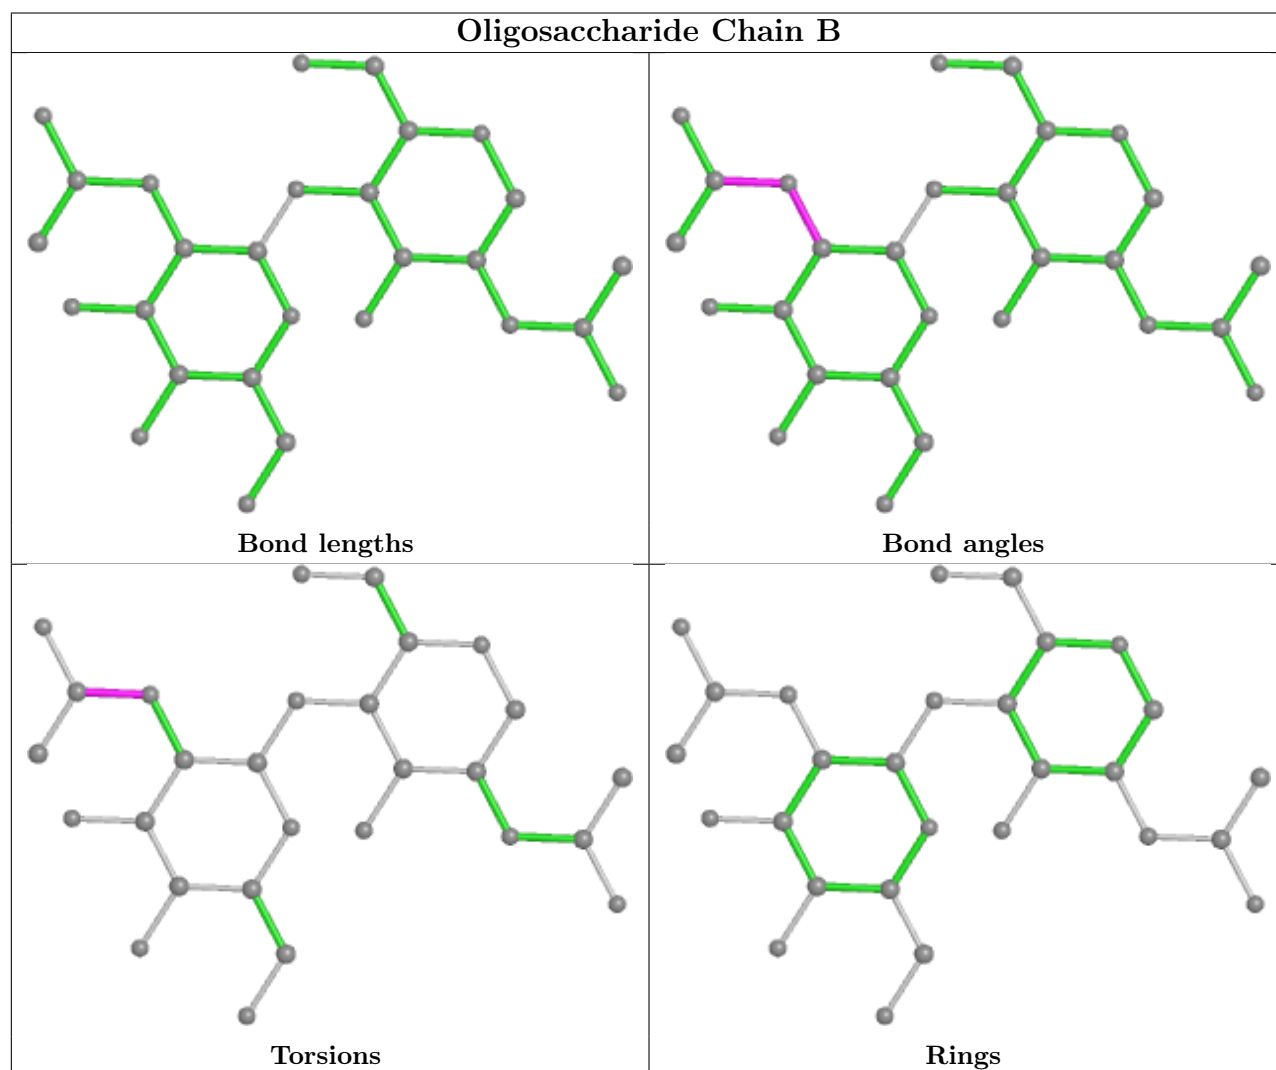 Oligosaccharide Chain B
Bond lengths
Bond angles
Torsions
Rings